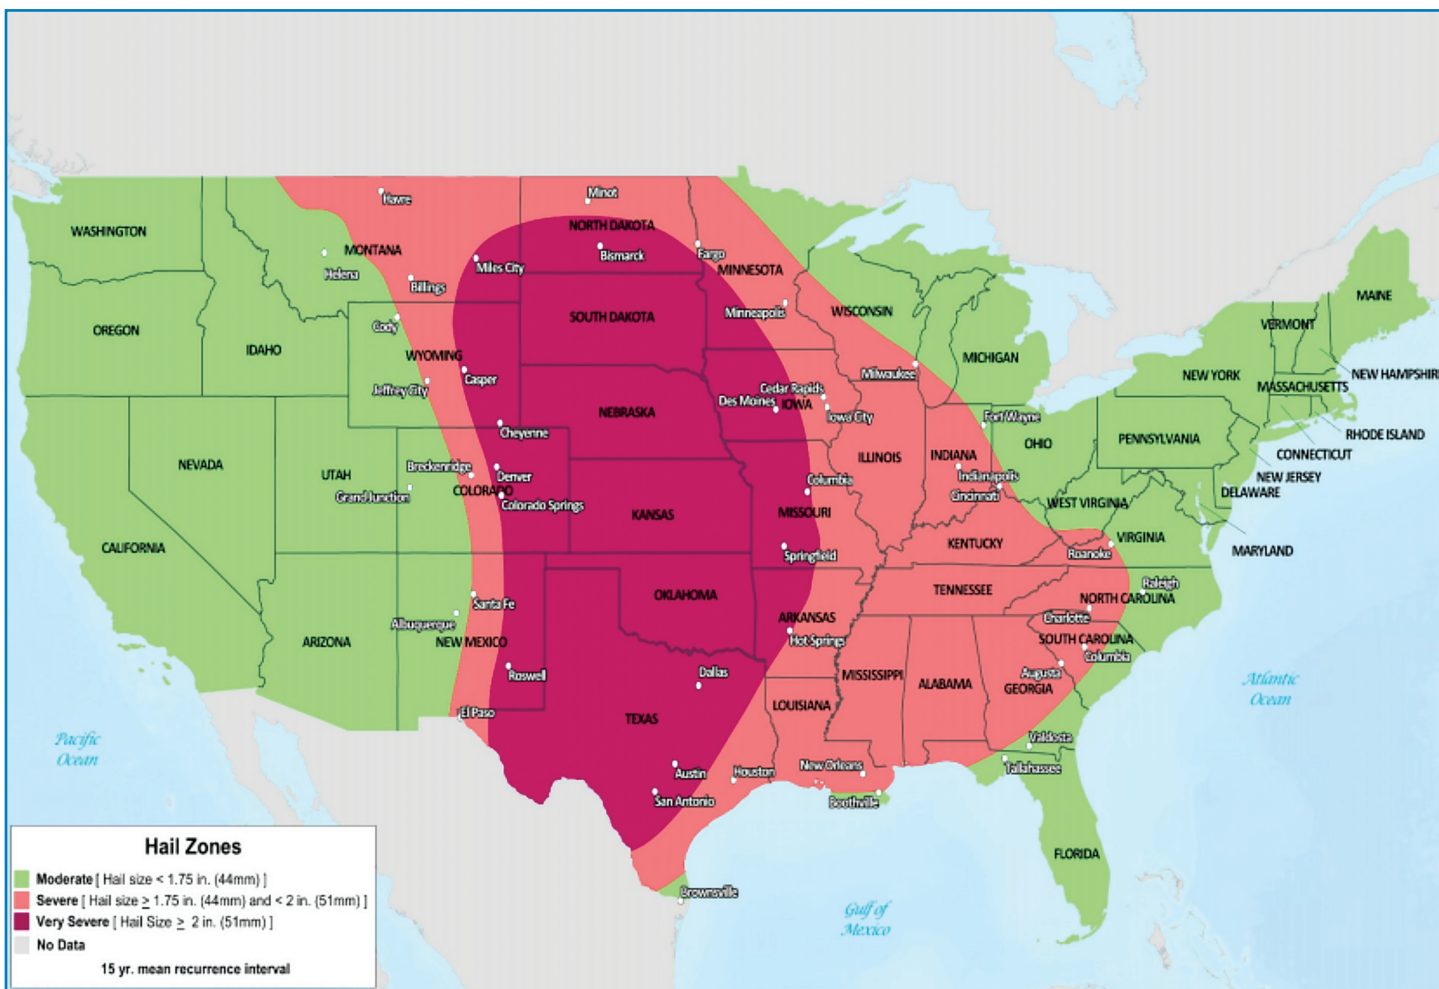 Havre
Minot
WASHINGTON
NORTH DAKOTA
MONTANA
Helena
Miles City
Bismarck
Fargo
MINNESOTA
Billings
MAINE
OREGON
Cody
SOUTH DAKOTA
Minneapolis
WISCONSIN
VERMONT
IDAHO
WYOMING
MICHIGAN
Jeffrey City
Casper
Milwaukee
NEW YORK
NEW HAMPSHIRE
MASSACHUSETTS
Cedar Rapids
Des Moines
IOWA
Iowa City
NEBRASKA
Fort Wayne
Cheyenne
OHIO
PENNSYLVANIA
RHODE ISLAND
CONNECTICUT
NEVADA
UTAH
Breckenridge
Denver
ILLINOIS
INDIANA
Indianapolis
NEW JERSEY
Grand Junction
COLORADO
Colorado Springs
Columbia
Cincinnati
WEST VIRGINIA
DELAWARE
KANSAS
MISSOURI
CALIFORNIA
Springfield
KENTUCKY
Roanoke
VIRGINIA
MARYLAND
Santa Fe
OKLAHOMA
TENNESSEE
Raleigh
NORTH CAROLINA
Albuquerque
ARKANSAS
Charlotte
ARIZONA
NEW MEXICO
Hot Springs
SOUTH CAROLINA
Columbia
Roswell
Dallas
MISSISSIPPI
ALABAMA
Augusta
GEORGIA
Atlantic
Ocean
El Paso
TEXAS
LOUISIANA
Pacific
Ocean
Valdosta
Austin
Houston
New Orleans
Tallahassee
San Antonio
Boothville
FLORIDA
Brownsville
Gulf of
Mexico
Hail Zones
Moderate [ Hail size < 1.75 in. (44mm) ]
Severe [ Hail size ≥ 1.75 in. (44mm) and < 2 in. (51mm) ]
Very Severe [ Hail Size ≥ 2 in. (51mm) ]
No Data
15 yr. mean recurrence interval